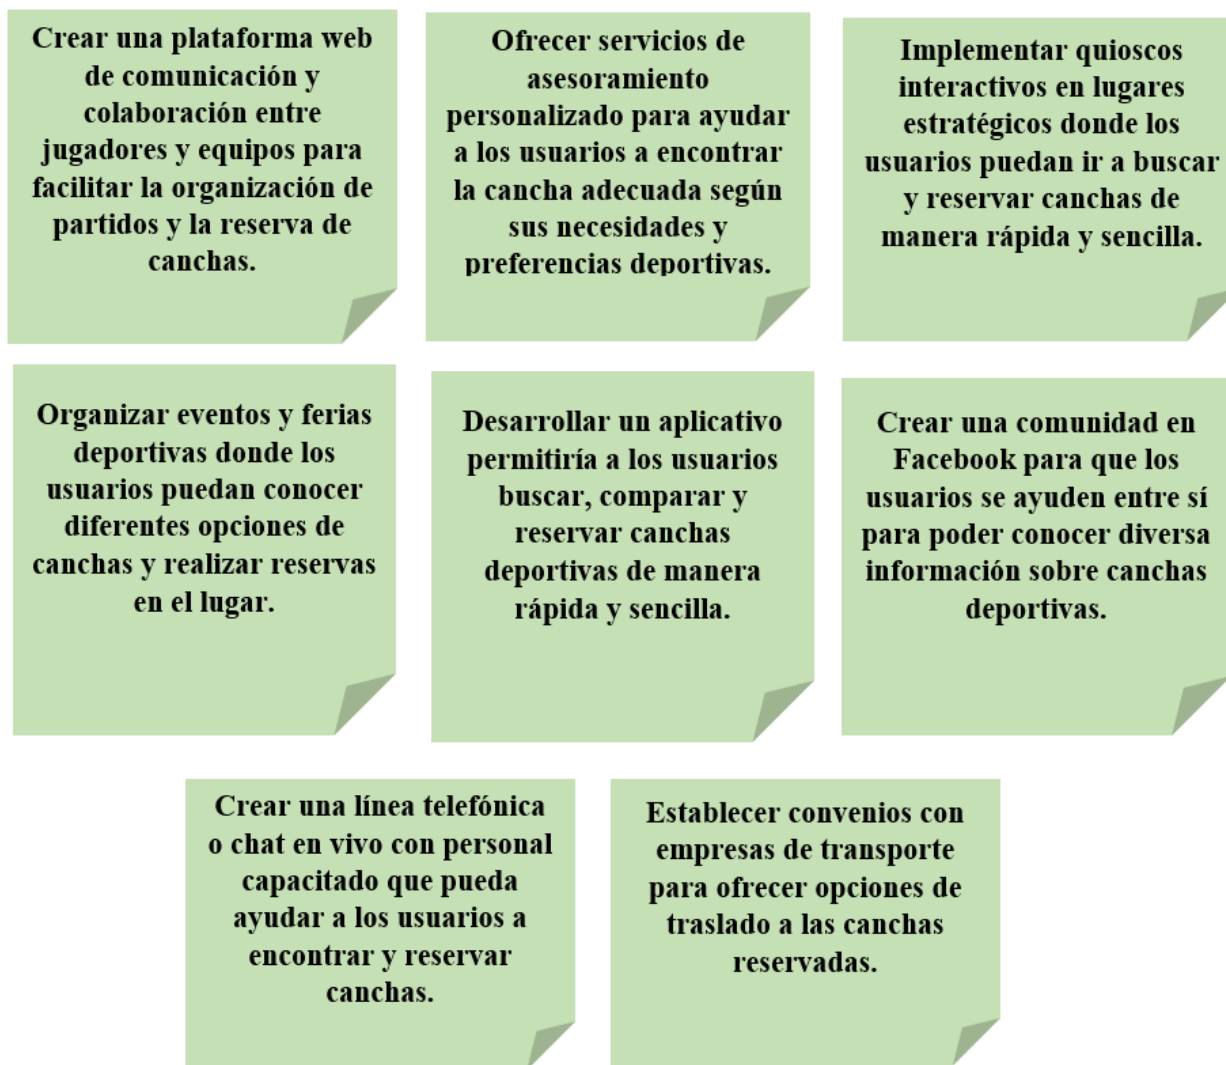 Crear una plataforma web
de comunicación y
colaboración entre
jugadores y equipos para
facilitar la organización de
partidos y la reserva de
canchas.
Ofrecer servicios de
asesoramiento
personalizado para ayudar
a los usuarios a encontrar
la cancha adecuada según
sus necesidades y
preferencias deportivas.
Implementar quioscos
interactivos en lugares
estratégicos donde los
usuarios puedan ir a buscar
y reservar canchas de
manera rápida y sencilla.
Organizar eventos y ferias
deportivas donde los
usuarios puedan conocer
diferentes opciones de
canchas y realizar reservas
en el lugar.
Desarrollar un aplicativo
permitiría a los usuarios
buscar, comparar y
reservar canchas
deportivas de manera
rápida y sencilla.
Crear una comunidad en
Facebook para que los
usuarios se ayuden entre sí
para poder conocer diversa
información sobre canchas
deportivas.
Crear una línea telefónica
o chat en vivo con personal
capacitado que pueda
ayudar a los usuarios a
encontrar y reservar
canchas.
Establecer convenios con
empresas de transporte
para ofrecer opciones de
traslado a las canchas
reservadas.